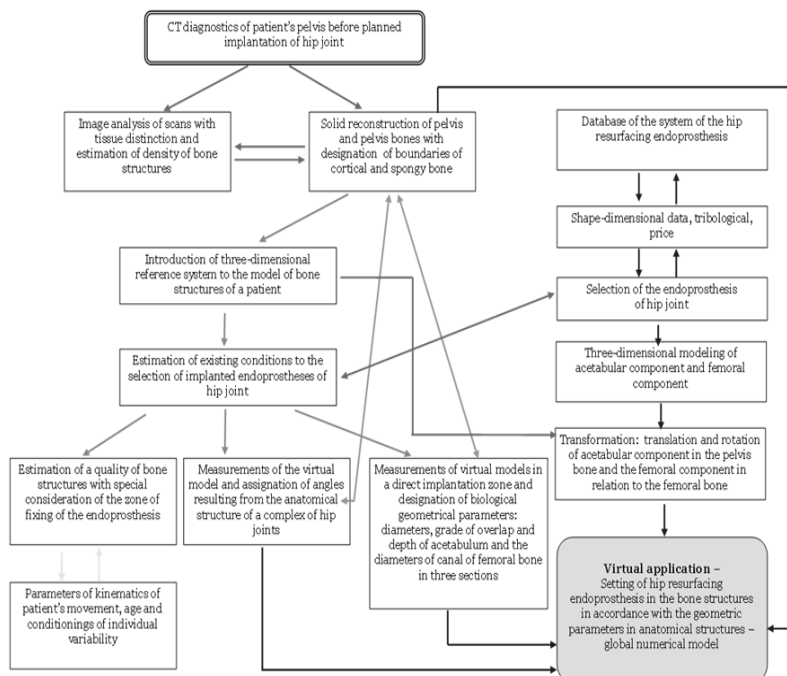 CT diagnostics of patient's pelvis before planned
implantation of hip joint
Image analysis of scans with
tissue distinction and
estimation of density of bone
structures
Solid reconstruction of pelvis
and pelvis bones with
designation of boundaries of
cortical and spongy bone
Database of the system of the hip
resurfacing endoprosthesis
Shape-dimensional data, tribological,
price
Introduction of three-dimensional
reference system to the model of bone
structures of a patient
Selection of the endoprosthesis
of hip joint
Estimation of existing conditions to the
selection of implanted endoprostheses of
hip joint
Three-dimensional modeling of
acetabular component and femoral
component
Transformation: translation and rotation
of acetabular component in the pelvis
bone and the femoral component in
relation to the femoral bone
Estimation of a quality of bone
structures with special
consideration of the zone of
fixing of the endoprosthesis
Measurements of the virtual
model and assignation of angles
resulting from the anatomical
structure of a complex of hip
joints
Measurements of virtual models in
a direct implantation zone and
designation of biological
geometrical parameters:
diameters, grade of overlap and
depth of acetabulum and the
diameters of canal of femoral bone
in three sections
Parameters of kinematics of
patient's movement, age and
conditionings of individual
variability
Virtual application –
Setting of hip resurfacing
endoprosthesis in the bone structures
in accordance with the geometric
parameters in anatomical structures –
global numerical model